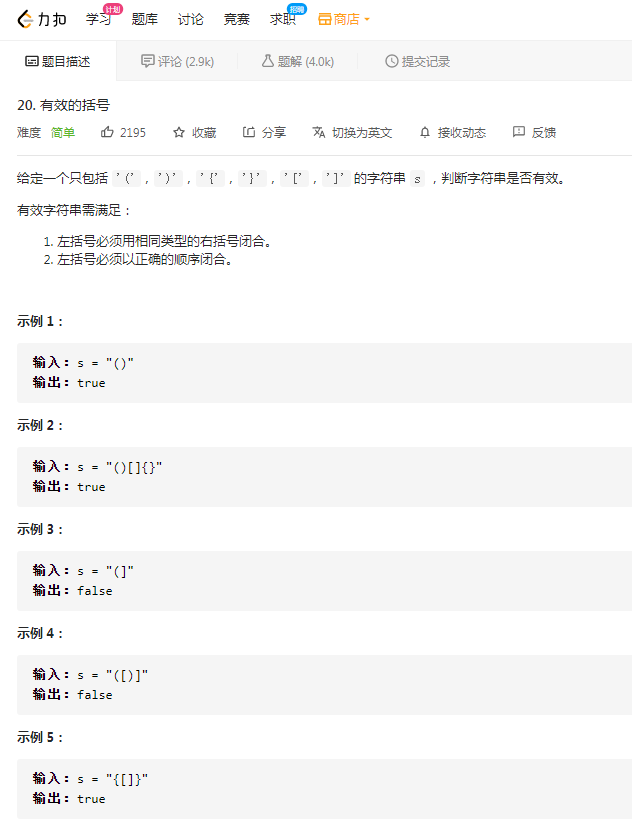 力扣 学习 计划 题库 讨论 竞赛 求职 招聘 商店
题目描述 评论 (2.9k) 题解 (4.0k) 提交记录
20. 有效的括号
难度 简单 2195 收藏 分享 切换为英文 接收动态 反馈
给定一个只包括 '(' , ')' , '{' , '}' , '[' , ']' 的字符串 s ，判断字符串是否有效。
有效字符串需满足：
1. 左括号必须用相同类型的右括号闭合。
2. 左括号必须以正确的顺序闭合。
示例 1：
输入：s = "()"
输出：true
示例 2：
输入：s = "()[]{}"
输出：true
示例 3：
输入：s = "(]"
输出：false
示例 4：
输入：s = "([)]"
输出：false
示例 5：
输入：s = "{[]}"
输出：true